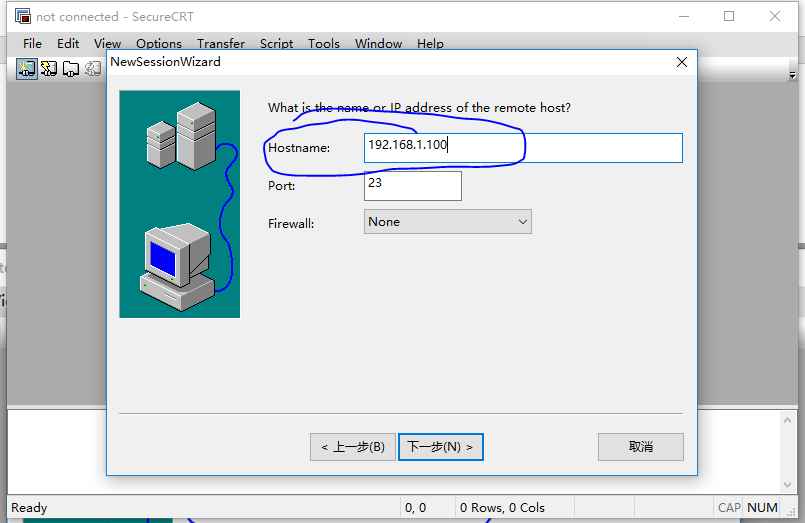 not connected - SecureCRT
File Edit View Options Transfer Script Tools Window Help
NewSessionWizard
What is the name or IP address of the remote host?
Hostname: 192.168.1.100
Port: 23
Firewall: None
< 上一步(B) 下一步(N) > 取消
Ready 0, 0 0 Rows, 0 Cols CAP NUM